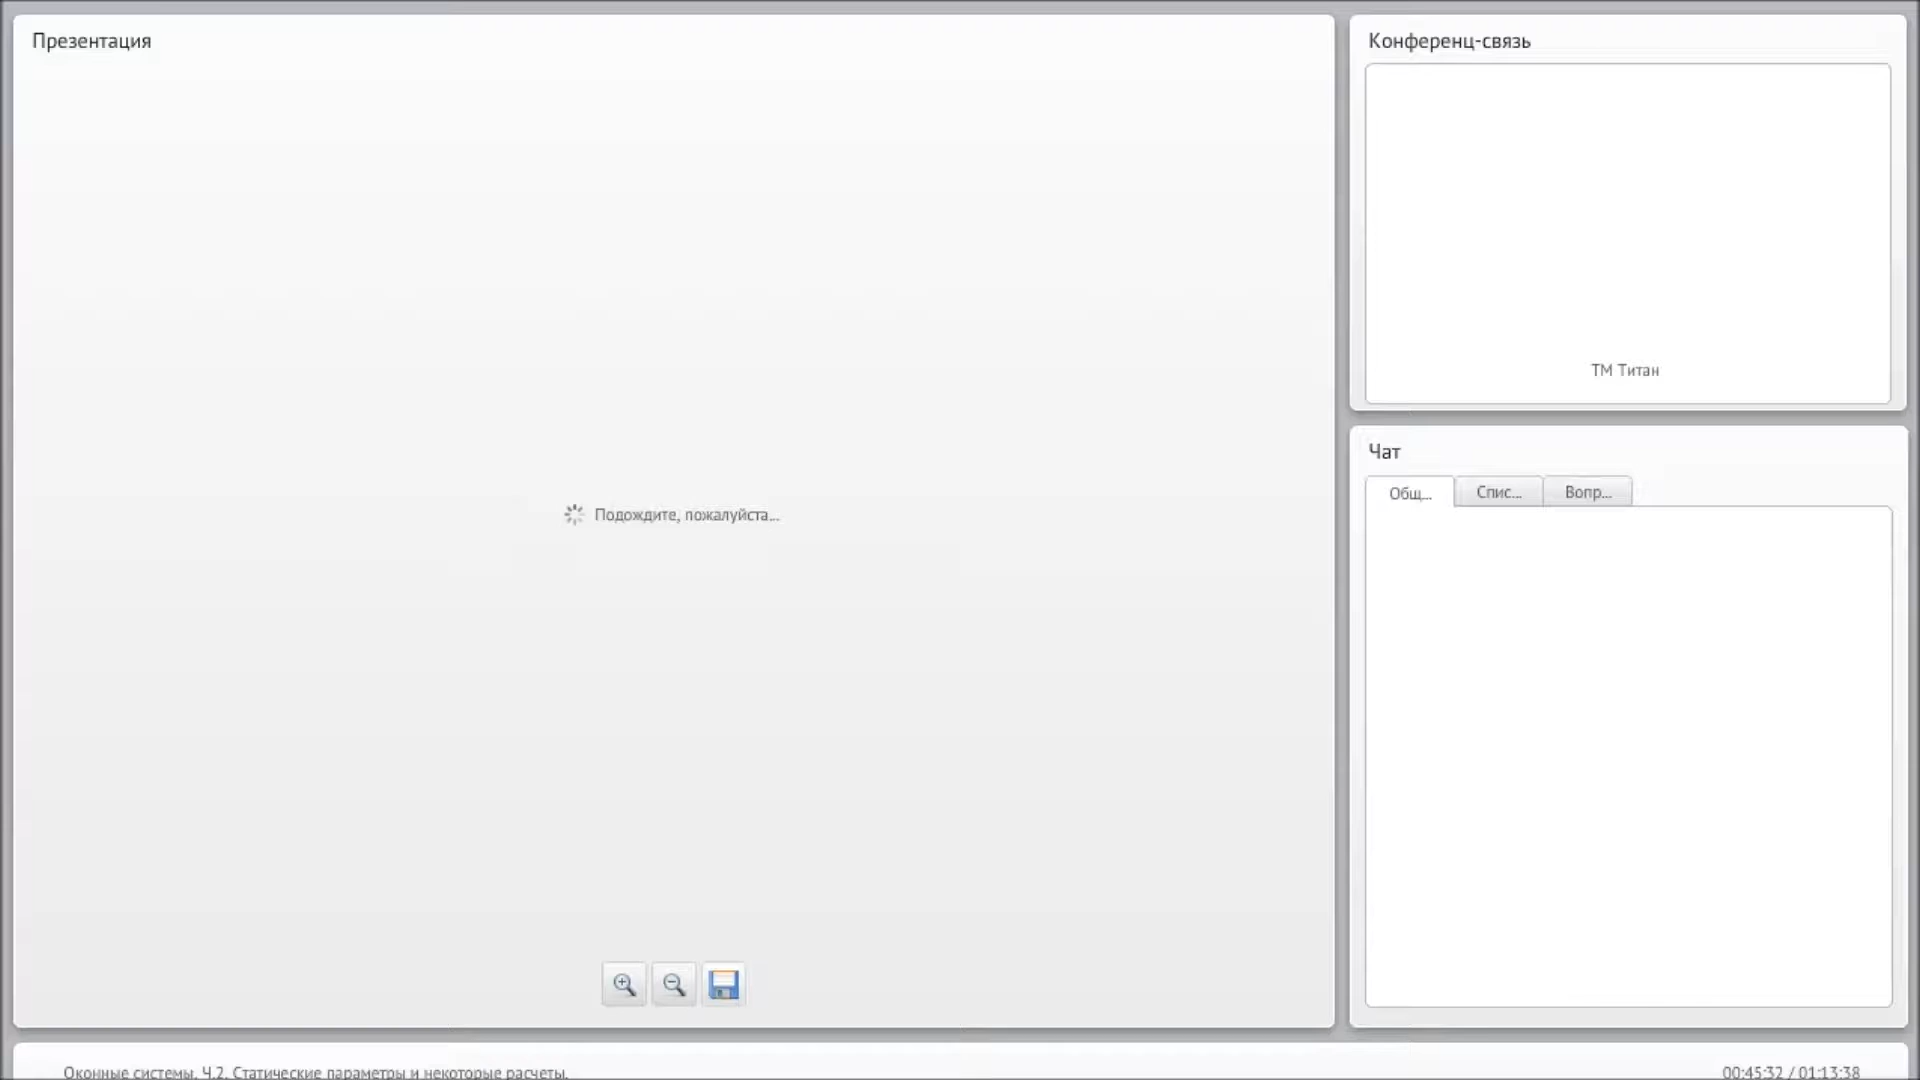 Презентация
Подождите, пожалуйста...
Конференц-связь
ТМ Титан
Чат
Общ...
Спис...
Вопр...
Оконные системы. Ч.2. Статические параметры и некоторые расчеты.
00:45:32 / 01:13:38